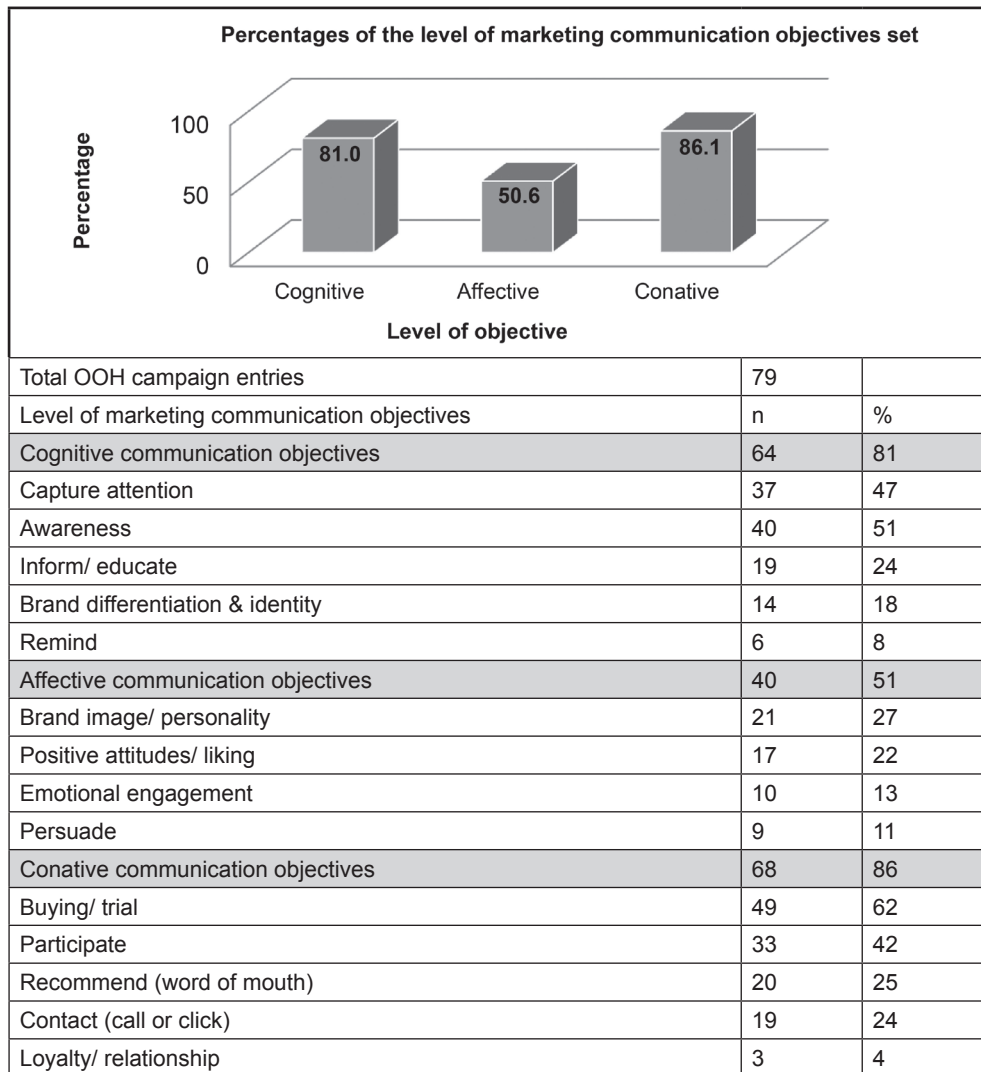 Percentages of the level of marketing communication objectives set
Percentage
100
50
0
81.0
50.6
86.1
Cognitive Affective Conative
Level of objective
Total OOH campaign entries 79
Level of marketing communication objectives n %
Cognitive communication objectives 64 81
Capture attention 37 47
Awareness 40 51
Inform/ educate 19 24
Brand differentiation & identity 14 18
Remind 6 8
Affective communication objectives 40 51
Brand image/ personality 21 27
Positive attitudes/ liking 17 22
Emotional engagement 10 13
Persuade 9 11
Conative communication objectives 68 86
Buying/ trial 49 62
Participate 33 42
Recommend (word of mouth) 20 25
Contact (call or click) 19 24
Loyalty/ relationship 3 4